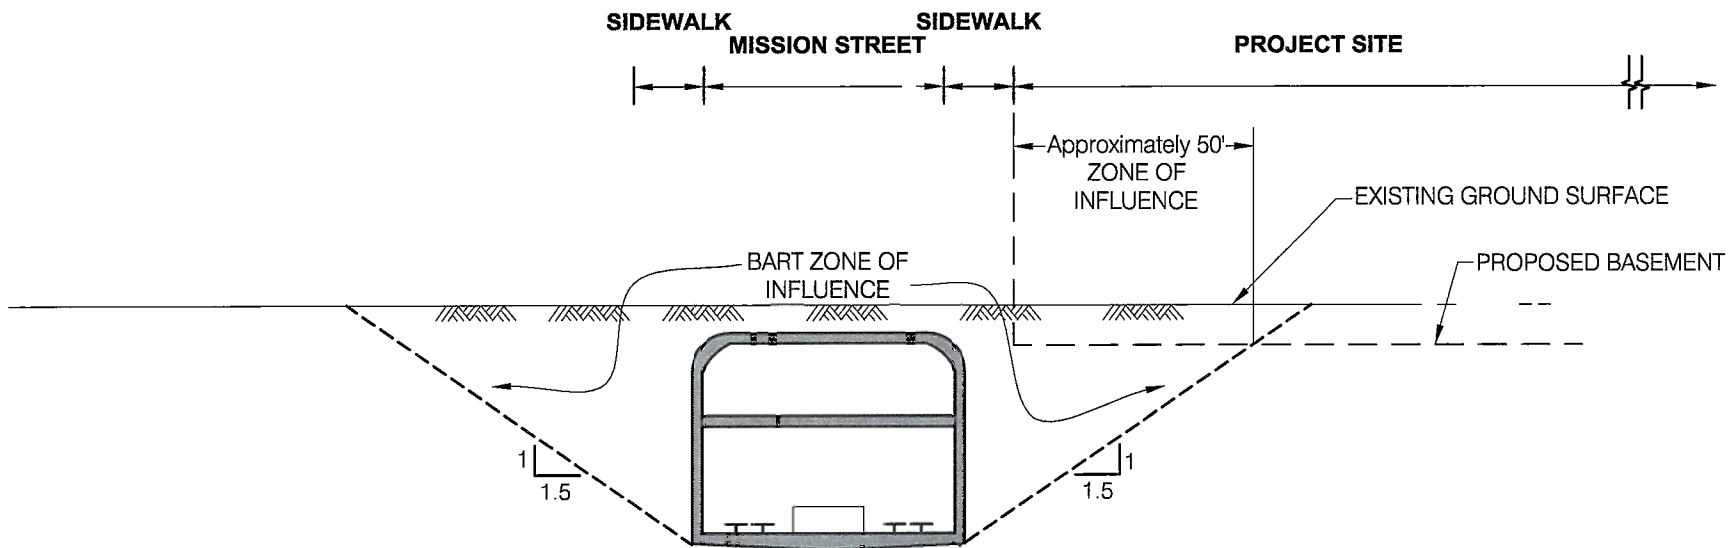 SIDEWALK
SIDEWALK
MISSION STREET
PROJECT SITE
Approximately 50'
ZONE OF
INFLUENCE
EXISTING GROUND SURFACE
BART ZONE OF
INFLUENCE
PROPOSED BASEMENT
1
1.5
1
1.5